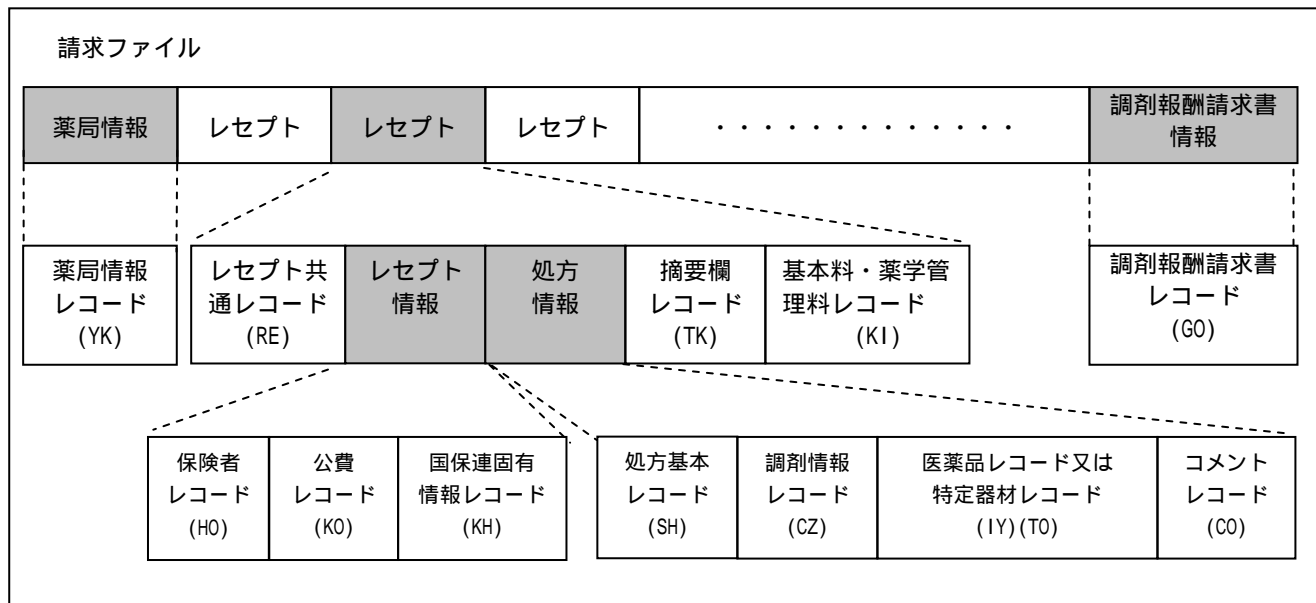 請求ファイル
薬局情報
レセプト
レセプト
レセプト
・・・・・・・・・・・・・
調剤報酬請求書
情報
薬局情報
レコード
(YK)
レセプト共
通レコード
(RE)
レセプト
情報
処方
情報
摘要欄
レコード
(TK)
基本料・薬学管
理料レコード
(KI)
調剤報酬請求書
レコード
(GO)
保険者
レコード
(HO)
公費
レコード
(KO)
国保連固有
情報レコード
(KH)
処方基本
レコード
(SH)
調剤情報
レコード
(CZ)
医薬品レコード又は
特定器材レコード
(IY)(TO)
コメント
レコード
(CO)